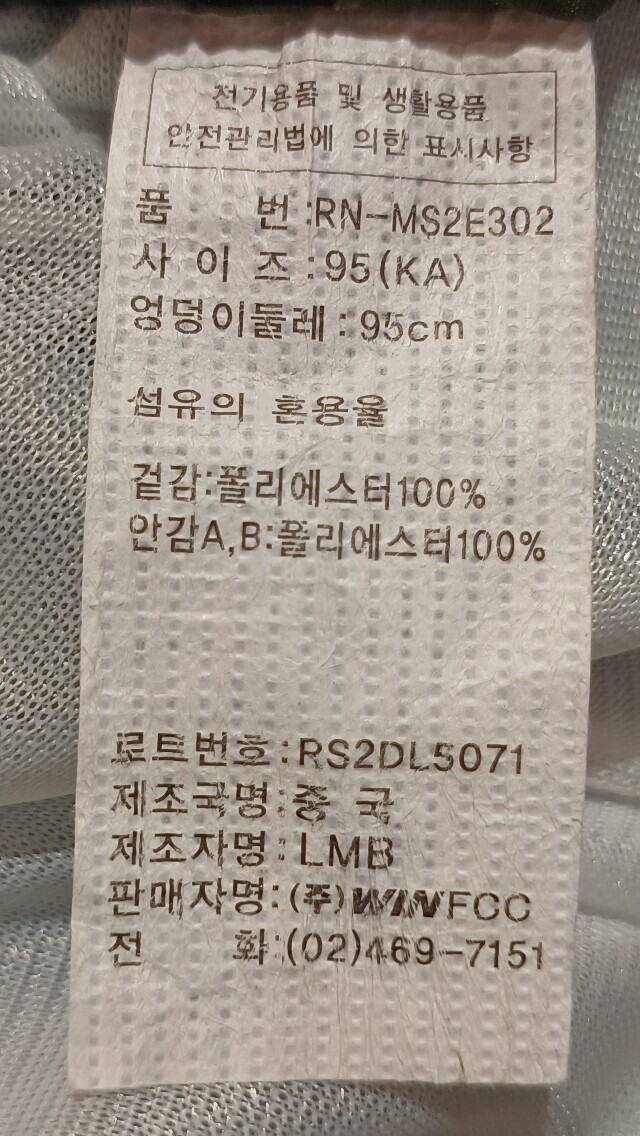 전기용품 및 생활용품
안전관리법에 의한 표시사항
품 번:RN-MS2E302
사 이 즈:95(KA)
엉덩이둘레:95cm
섬유의 혼용율
겉감:폴리에스터100%
안감A,B:폴리에스터100%
로트번호:RS2DL5071
제조국명:중 국
제조자명:LMB
판매자명:(주)WINFCC
전 화:(02)469-7151